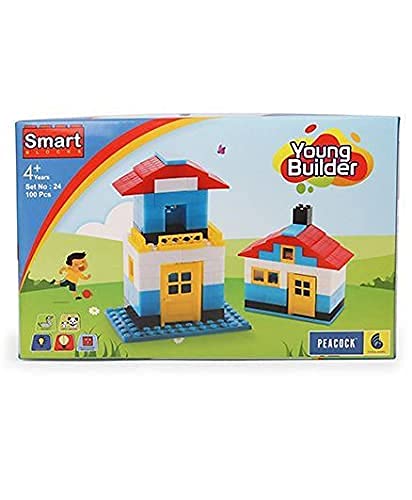 Smart
BLOCKS
4+
Years
Set No : 24
100 Pcs
Young
Builder
PEACOCK